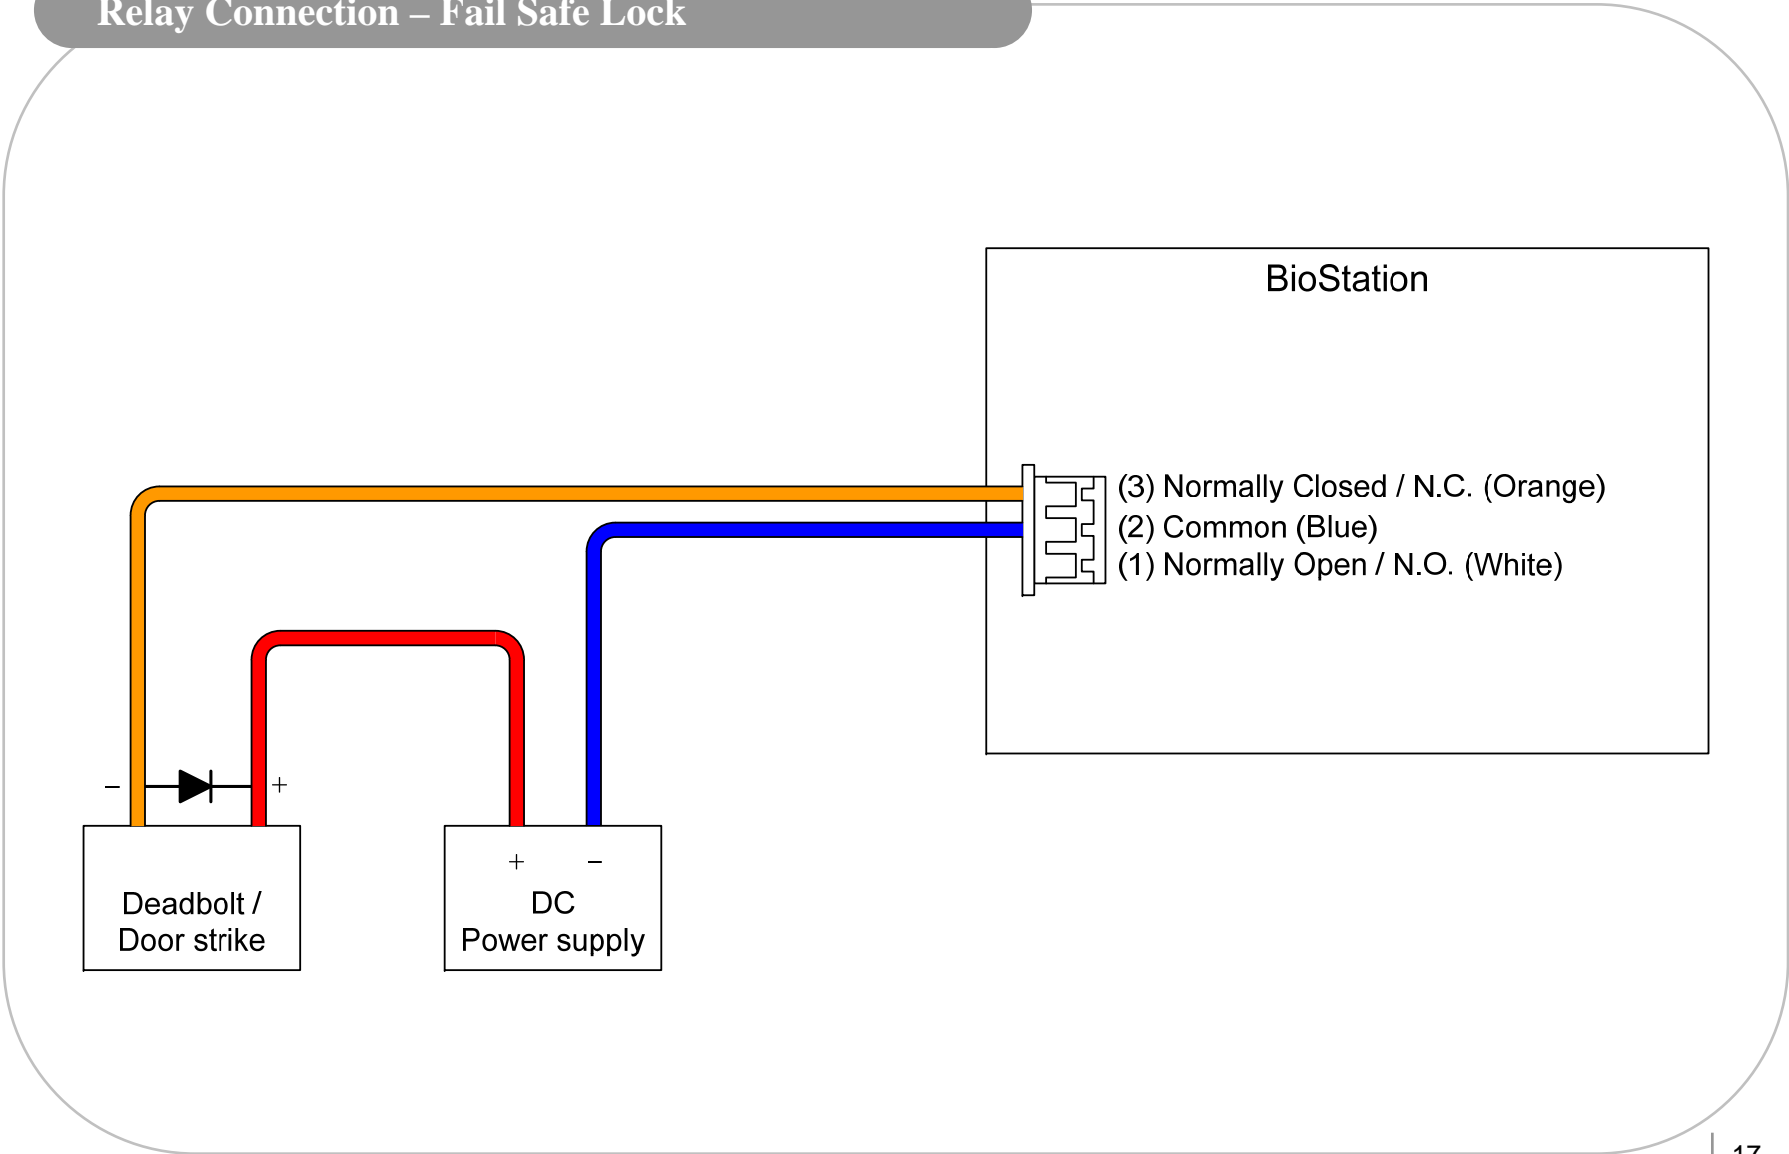 Relay Connection – Fail Safe Lock
BioStation
(3) Normally Closed / N.C. (Orange)
(2) Common (Blue)
(1) Normally Open / N.O. (White)
– +
+ –
Deadbolt /
Door strike
DC
Power supply
17